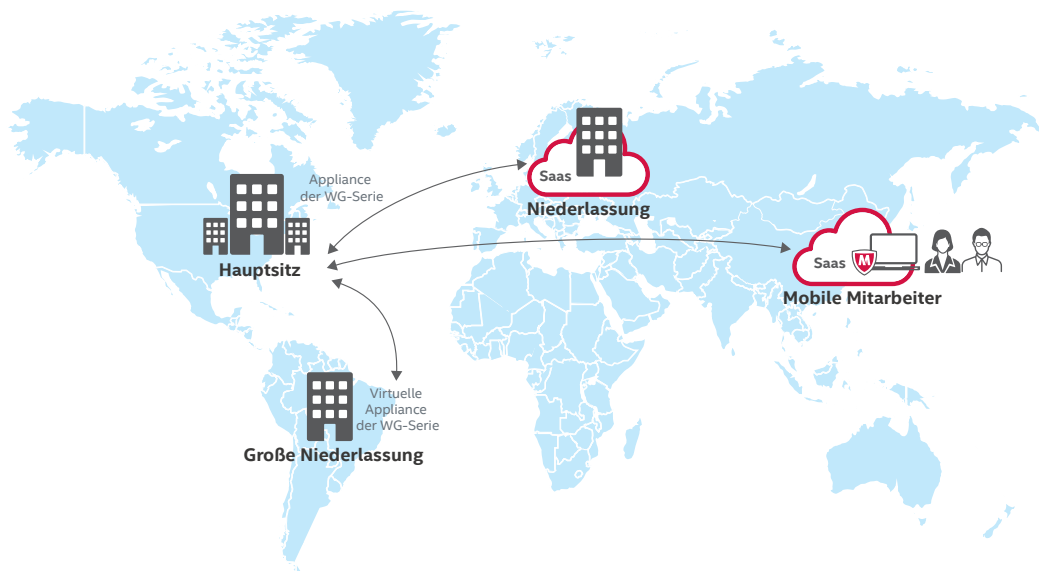 Appliance
der WG-Serie
Hauptsitz
Saas
Niederlassung
Saas
M
Mobile Mitarbeiter
Virtuelle
Appliance
der WG-Serie
Große Niederlassung